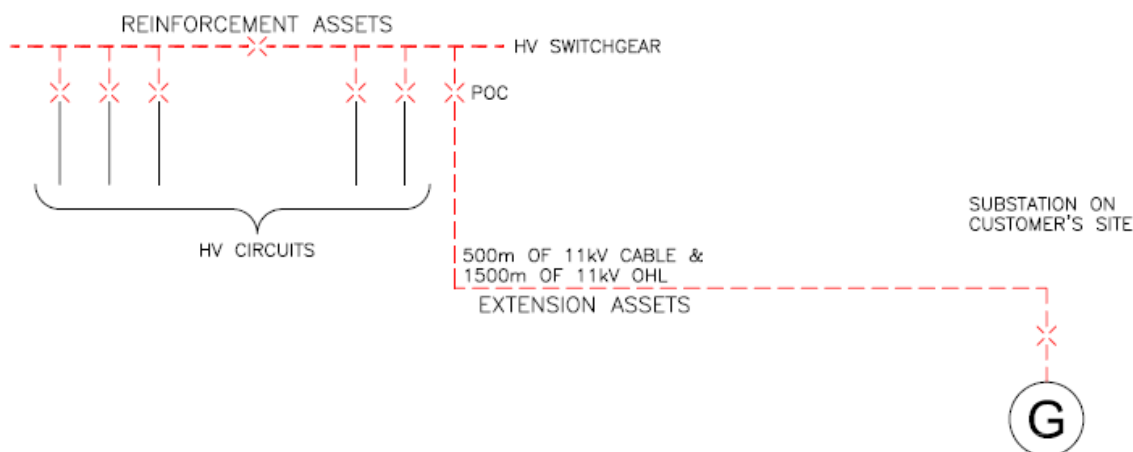 REINFORCEMENT ASSETS
HV SWITCHGEAR
POC
HV CIRCUITS
SUBSTATION ON
CUSTOMER'S SITE
500m OF 11kV CABLE &
1500m OF 11kV OHL
EXTENSION ASSETS
G